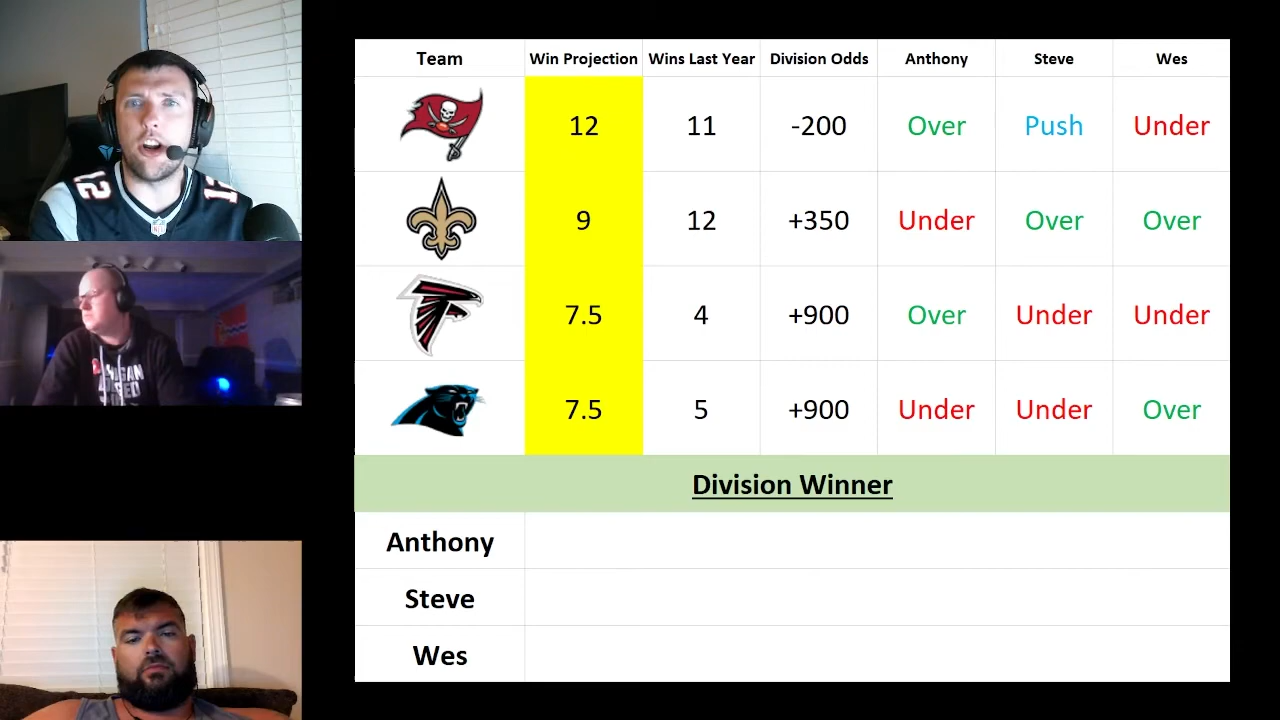 Team Win Projection Wins Last Year Division Odds Anthony Steve Wes
12 11 -200 Over Push Under
9 12 +350 Under Over Over
7.5 4 +900 Over Under Under
7.5 5 +900 Under Under Over
Division Winner
Anthony
Steve
Wes
12